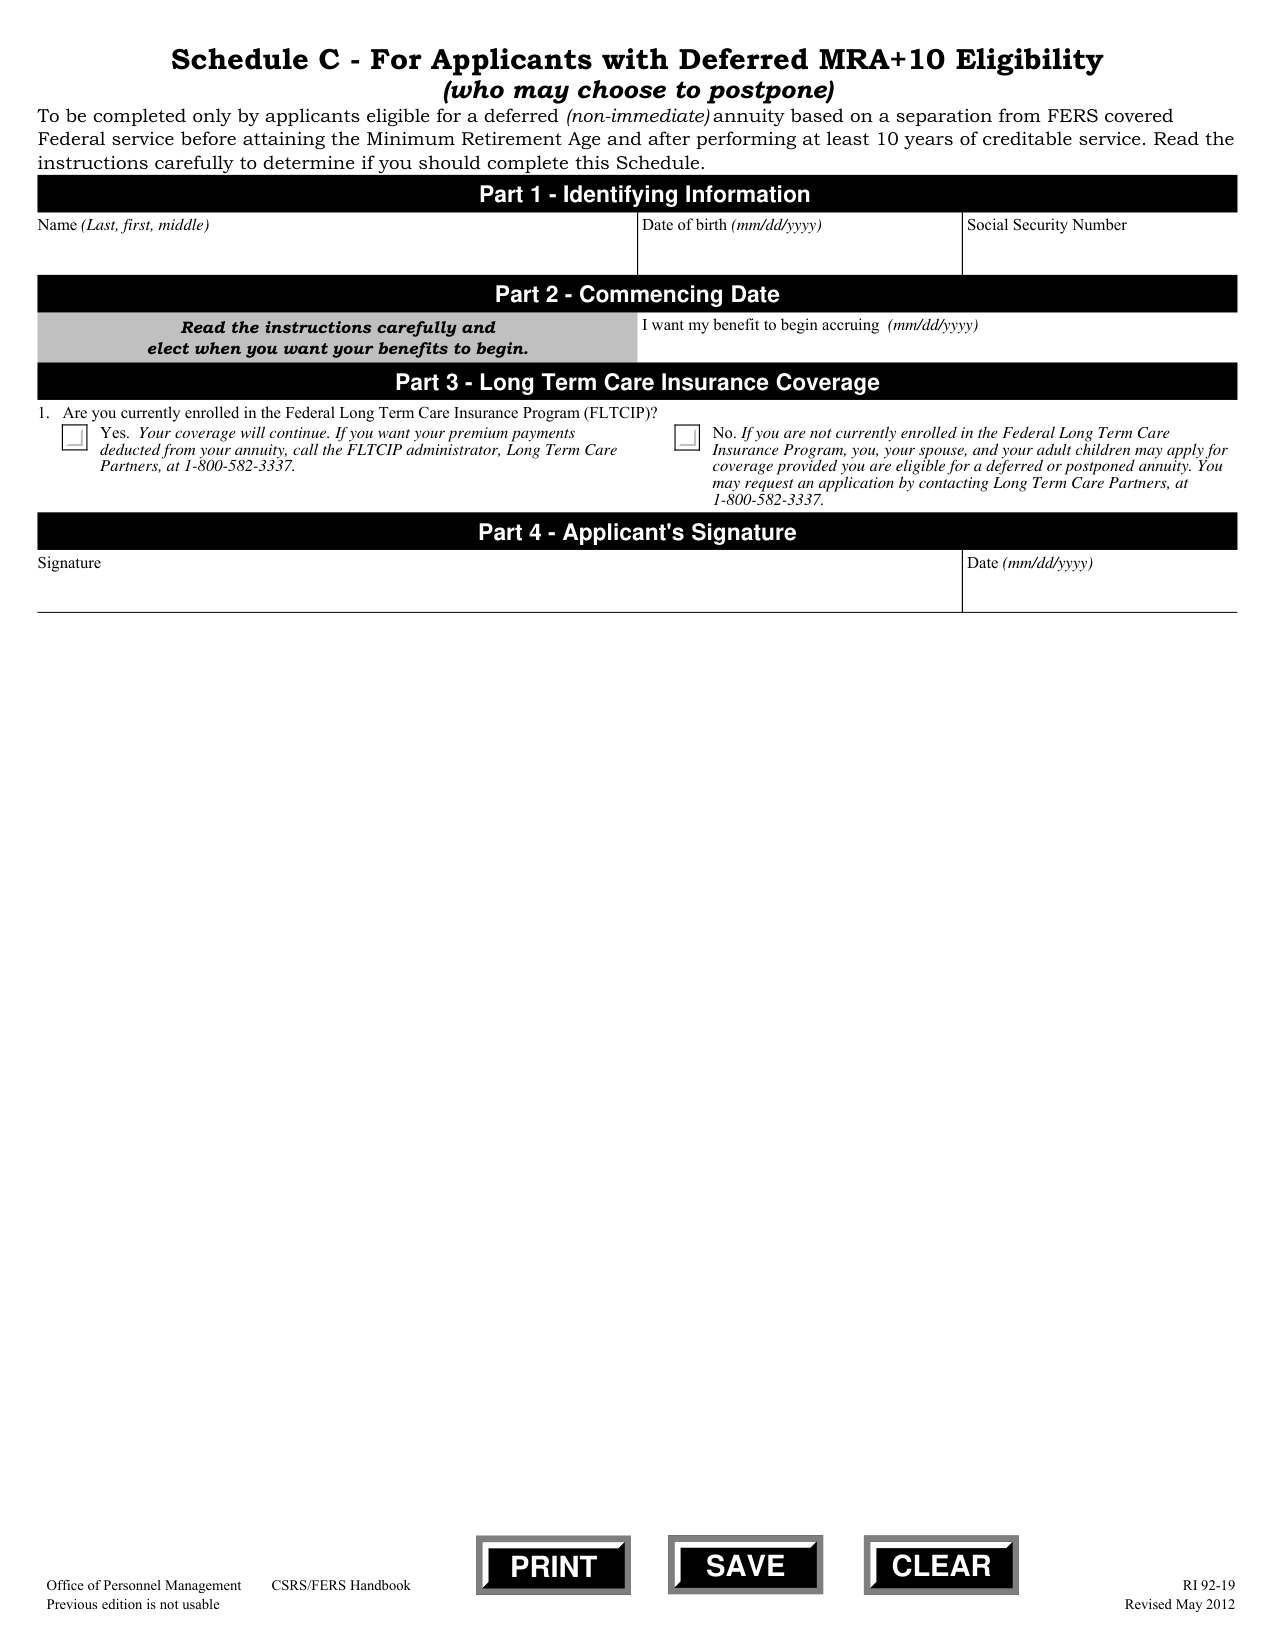 Schedule C - For Applicants with Deferred MRA+10 Eligibility
(who may choose to postpone)
To be completed only by applicants eligible for a deferred (non-immediate) annuity based on a separation from FERS covered
Federal service before attaining the Minimum Retirement Age and after performing at least 10 years of creditable service. Read the
instructions carefully to determine if you should complete this Schedule.
Part 1 - Identifying Information
Name (Last, first, middle)
Date of birth (mm/dd/yyyy)
Social Security Number
Part 2 - Commencing Date
Read the instructions carefully and
elect when you want your benefits to begin.
I want my benefit to begin accruing (mm/dd/yyyy)
Part 3 - Long Term Care Insurance Coverage
1. Are you currently enrolled in the Federal Long Term Care Insurance Program (FLTCIP)?
Yes. Your coverage will continue. If you want your premium payments
deducted from your annuity, call the FLTCIP administrator, Long Term Care
Partners, at 1-800-582-3337.
No. If you are not currently enrolled in the Federal Long Term Care
Insurance Program, you, your spouse, and your adult children may apply for
coverage provided you are eligible for a deferred or postponed annuity. You
may request an application by contacting Long Term Care Partners, at
1-800-582-3337.
Part 4 - Applicant's Signature
Signature
Date (mm/dd/yyyy)
PRINT
SAVE
CLEAR
Office of Personnel Management CSRS/FERS Handbook
Previous edition is not usable
RI 92-19
Revised May 2012